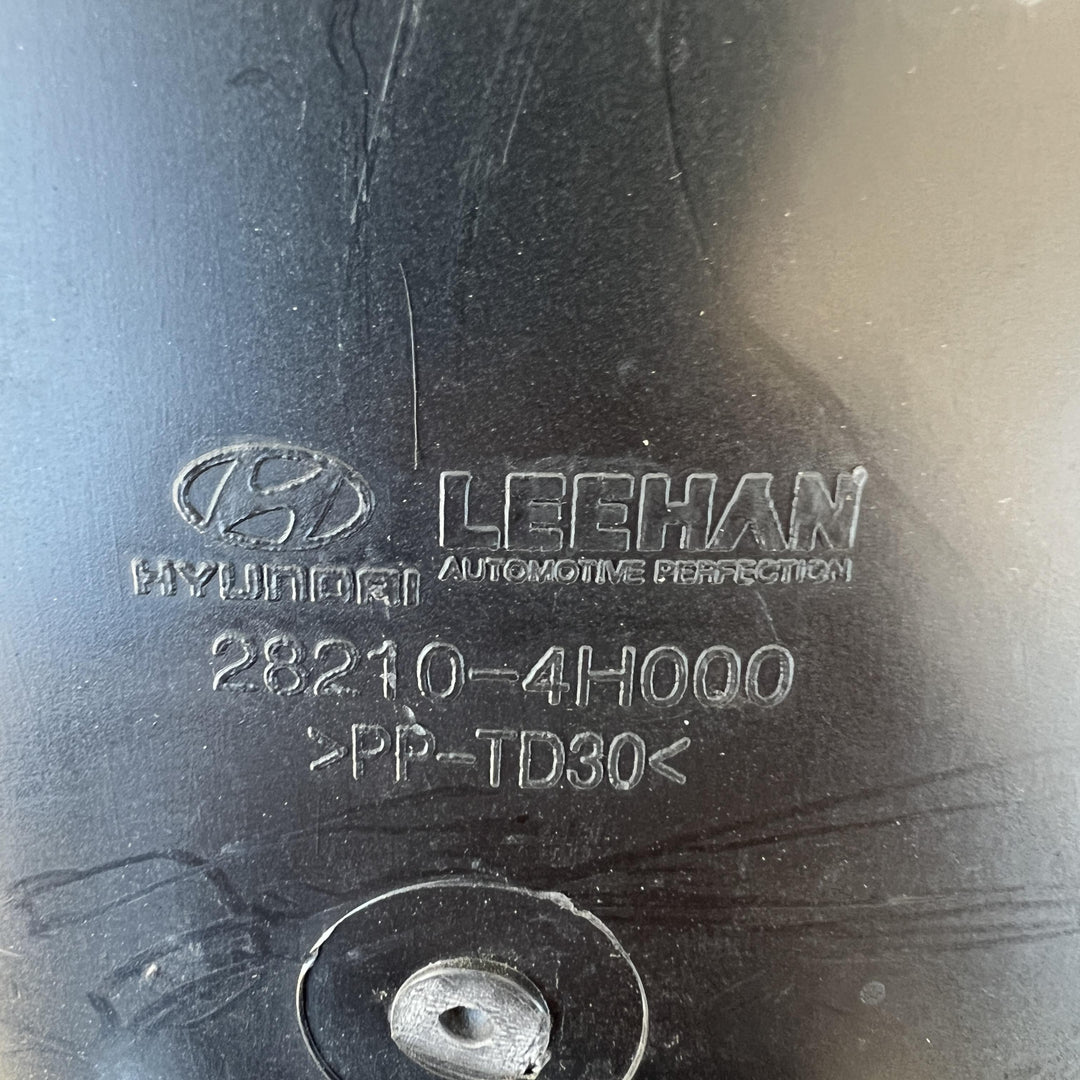 HYUNDAI
LEEHAN
AUTOMOTIVE PERFECTION
28210-4H000
>PP-TD30<